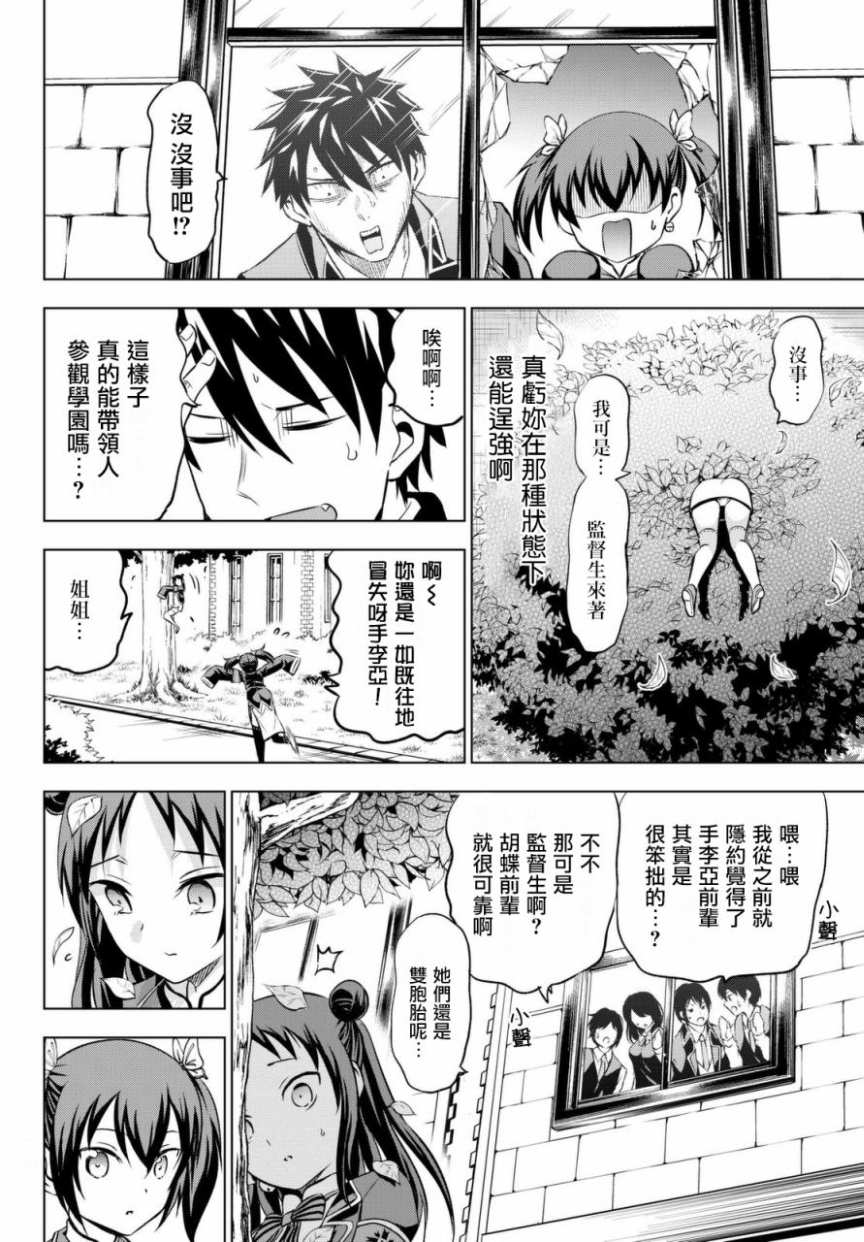 沒 沒事吧!?
沒事…
我可是…
監督生來著
真虧妳在那種狀態下
還能逞強啊
唉啊啊…
這樣子
真的能帶領人
參觀學園嗎…?
啊～
妳還是一如既往地
冒失呀手李亞!
姐姐…
喂…喂
我從之前就
隱約覺得了
手李亞前輩
其實是
很笨拙的…?
小聲
不不
那可是
監督生啊?
胡蝶前輩
就很可靠啊
小聲
她們還是
雙胞胎呢…